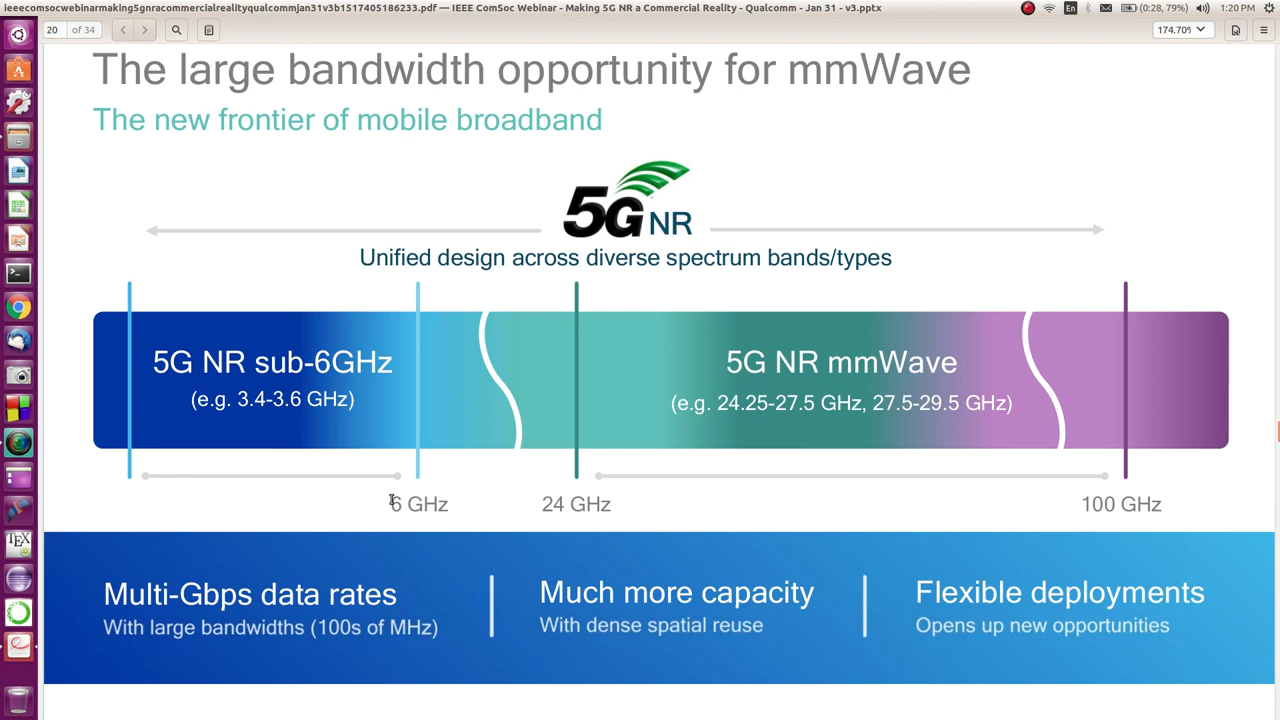 ieeecomsocwebinarmaking5gnracommercialrealityqualcommjan31v3b1517405186233.pdf — IEEE ComSoc Webinar - Making 5G NR a Commercial Reality - Qualcomm - Jan 31 - v3.pptx
En
(0:28, 79%)
1:20 PM
20 of 34
174.70%
The large bandwidth opportunity for mmWave
The new frontier of mobile broadband
5G NR
Unified design across diverse spectrum bands/types
5G NR sub-6GHz
(e.g. 3.4-3.6 GHz)
5G NR mmWave
(e.g. 24.25-27.5 GHz, 27.5-29.5 GHz)
6 GHz
24 GHz
100 GHz
Multi-Gbps data rates
With large bandwidths (100s of MHz)
Much more capacity
With dense spatial reuse
Flexible deployments
Opens up new opportunities
TEX